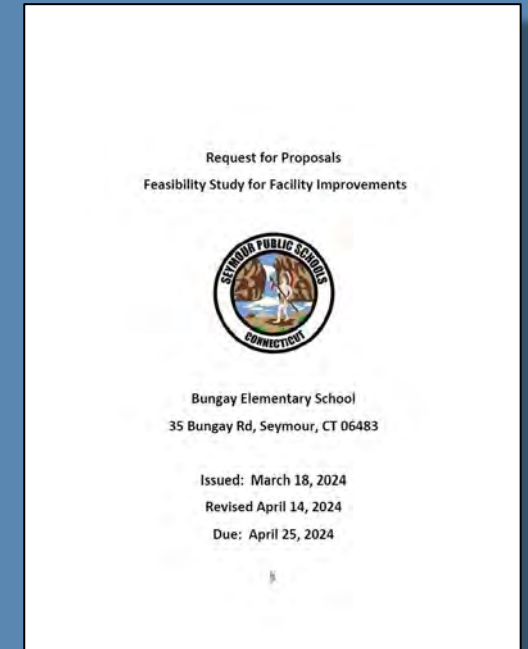 Request for Proposals
Feasibility Study for Facility Improvements
SEYMOUR PUBLIC SCHOOLS
CONNECTICUT
Bungay Elementary School
35 Bungay Rd, Seymour, CT 06483
Issued: March 18, 2024
Revised April 14, 2024
Due: April 25, 2024